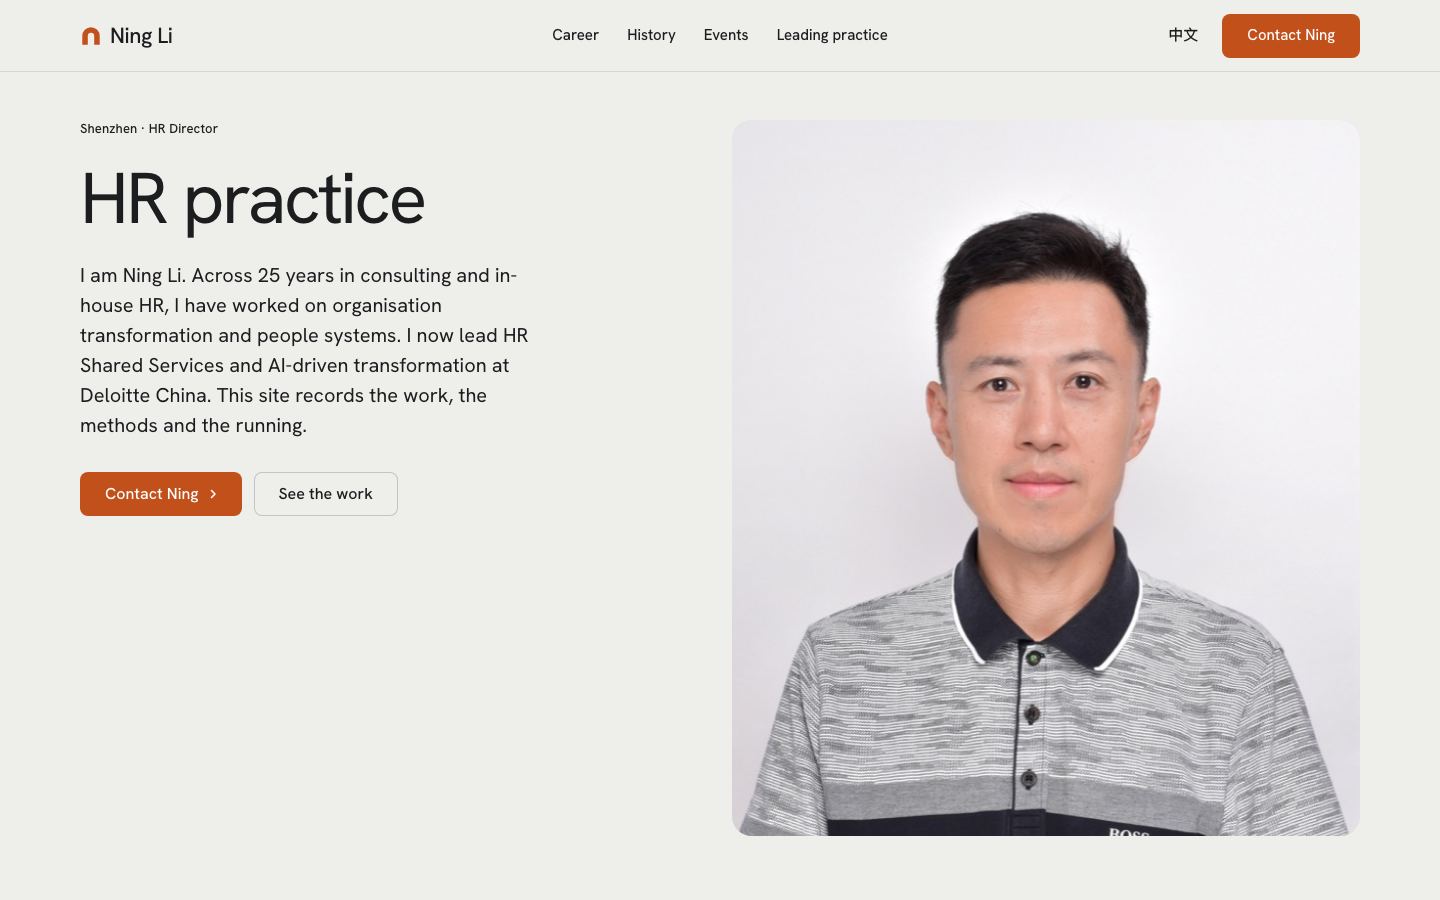 Ning Li
Career
History
Events
Leading practice
中文
Contact Ning
Shenzhen · HR Director
HR practice
I am Ning Li. Across 25 years in consulting and in-
house HR, I have worked on organisation
transformation and people systems. I now lead HR
Shared Services and AI-driven transformation at
Deloitte China. This site records the work, the
methods and the running.
Contact Ning
See the work
BOSS